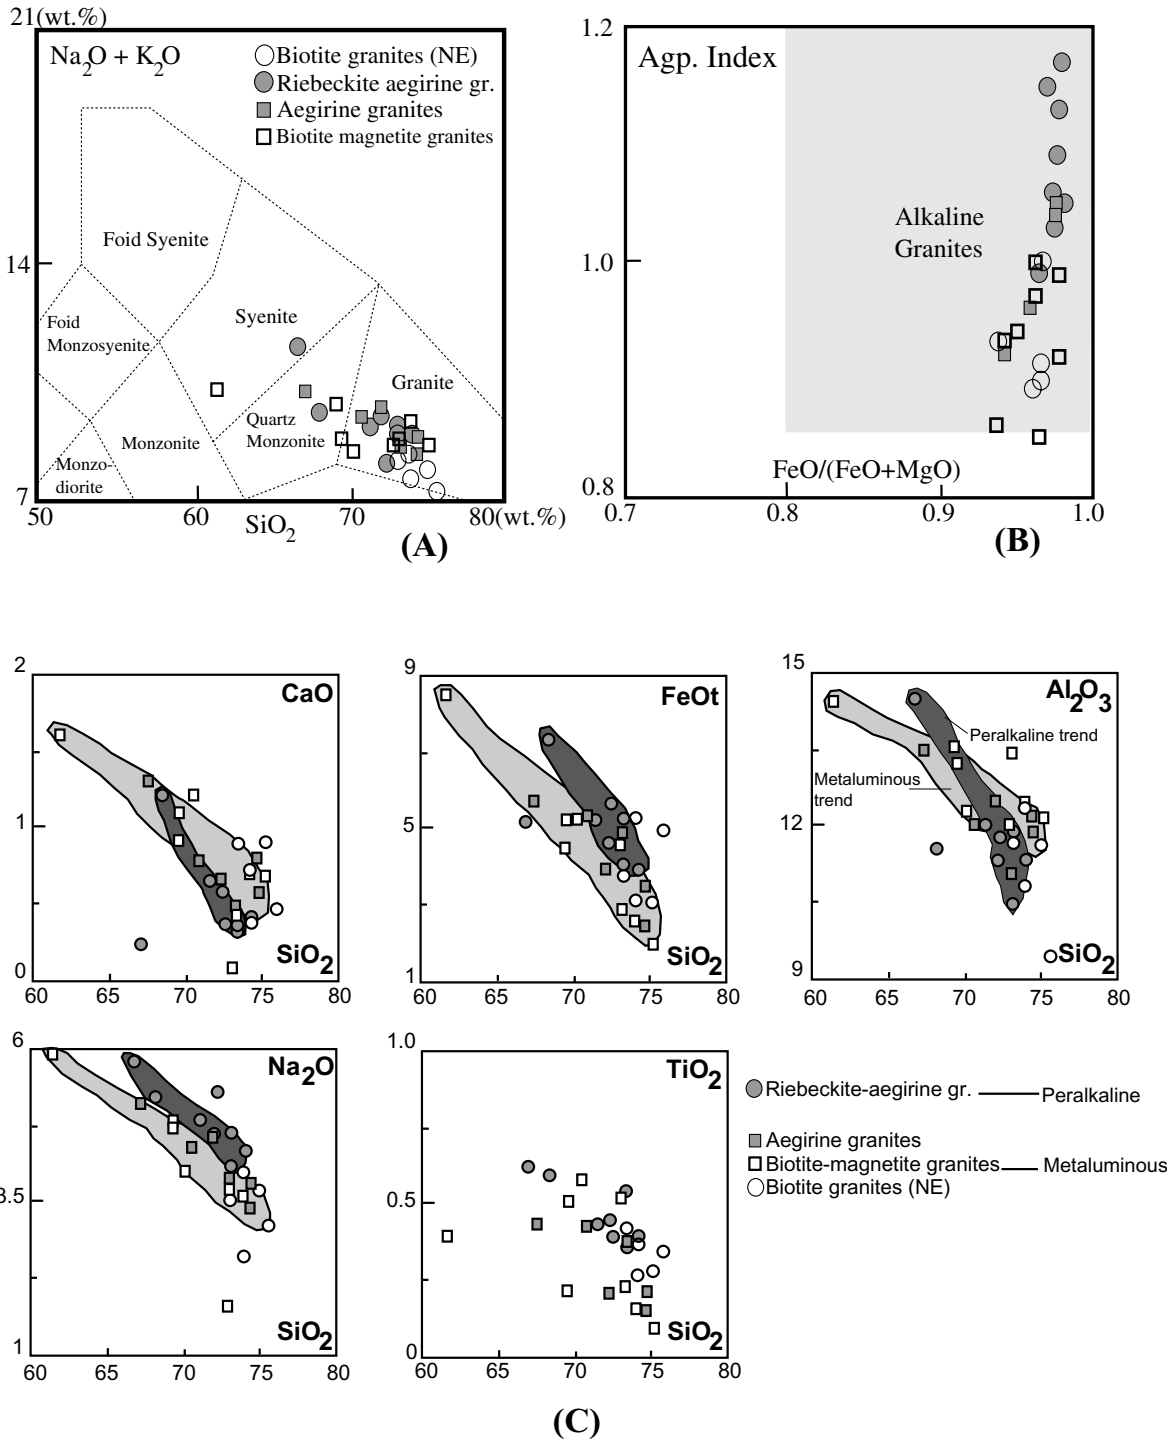 21(wt.%)
Na2O + K2O
Biotite granites (NE)
Riebeckite aegirine gr.
Aegirine granites
Biotite magnetite granites
Foid Syenite
14
Foid
Monzosyenite
Syenite
Granite
Quartz
Monzonite
Monzonite
Monzo-
diorite
7
50 60 70 80(wt.%)
SiO2
(A)
1.2
Agp. Index
Alkaline
Granites
1.0
FeO/(FeO+MgO)
0.8
0.7 0.8 0.9 1.0
(B)
2
CaO
1
SiO2
0
60 65 70 75 80
9
FeOt
5
SiO2
1
60 65 70 75 80
15
Al2O3
Peralkaline trend
Metaluminous
trend
12
SiO2
9
60 65 70 75 80
6
Na2O
3.5
SiO2
1
60 65 70 75 80
1.0
TiO2
0.5
SiO2
0
60 65 70 75 80
Riebeckite-aegirine gr. Peralkaline
Aegirine granites
Biotite-magnetite granites Metaluminous
Biotite granites (NE)
(C)